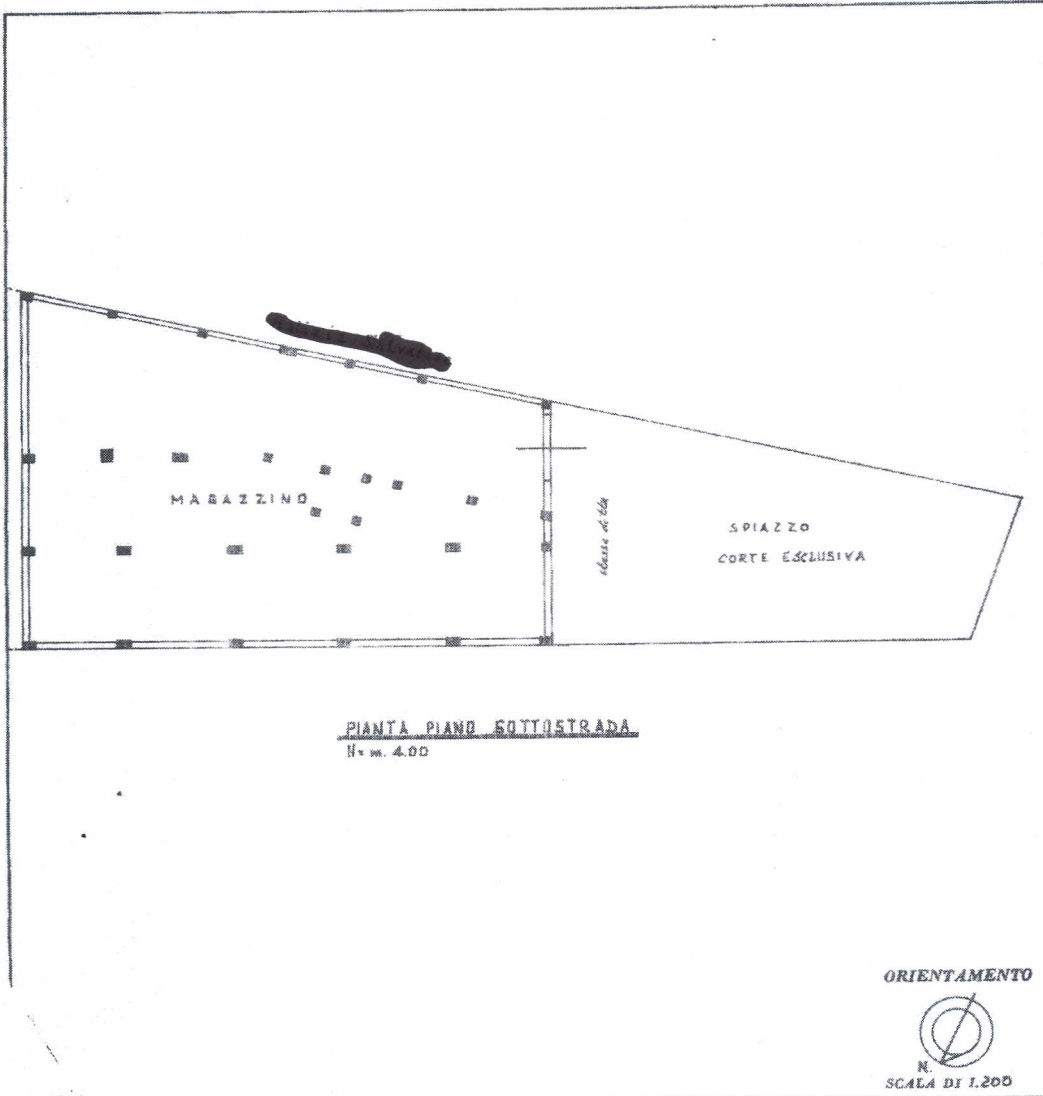 MAGAZZINO
SPIAZZO
CORTE ESCLUSIVA
PIANTA PIANO SOTTOSTRADA
H= m. 4.00
ORIENTAMENTO
N.
SCALA DI 1.200